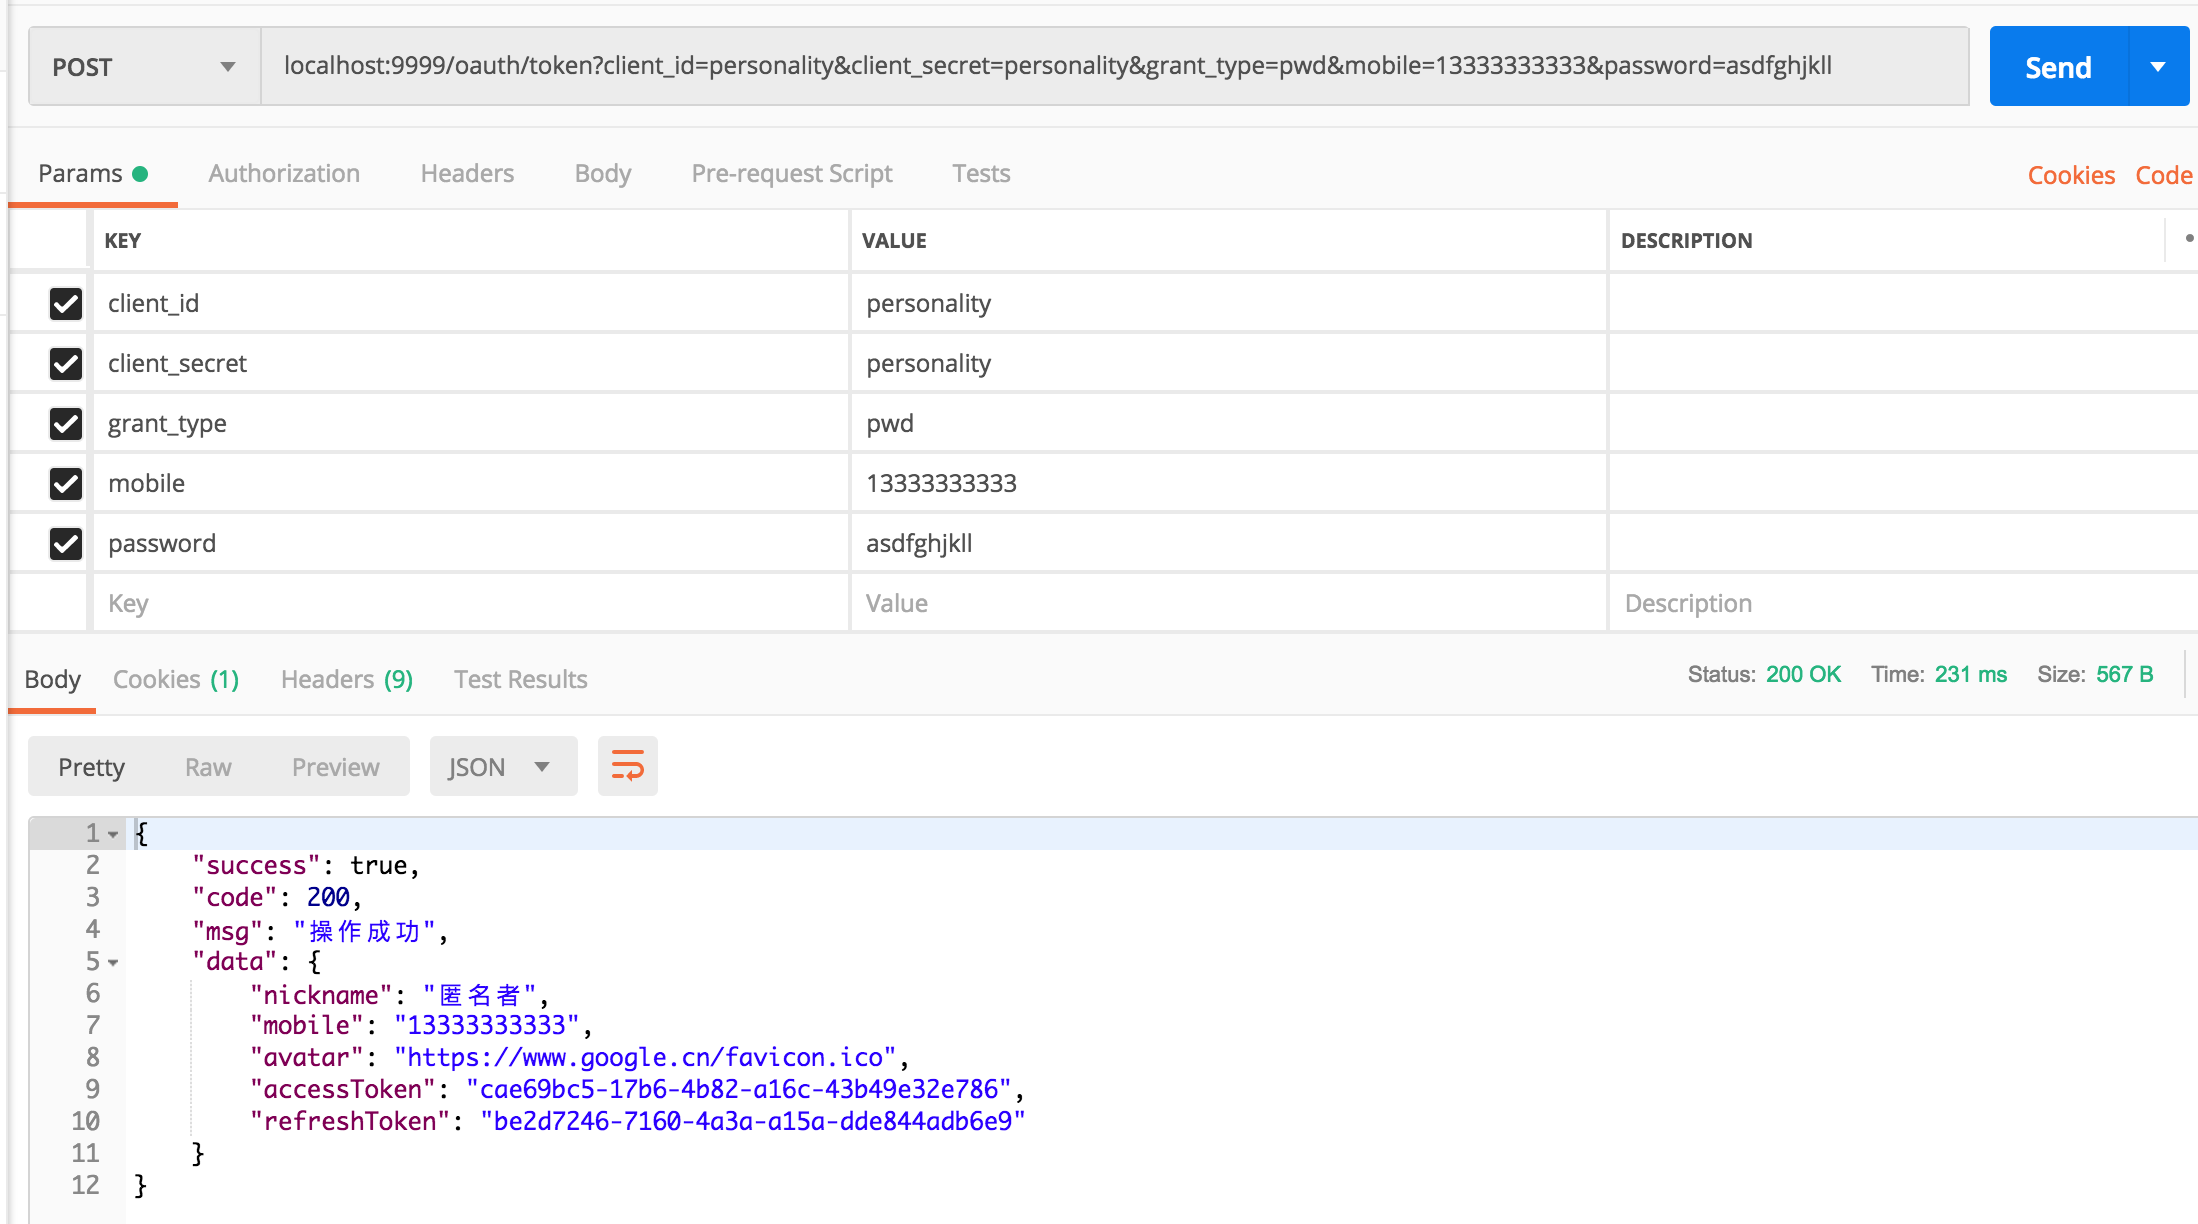 POST localhost:9999/oauth/token?client_id=personality&client_secret=personality&grant_type=pwd&mobile=13333333333&password=asdfghjkll Send
Params Authorization Headers Body Pre-request Script Tests Cookies Code
KEY VALUE DESCRIPTION
client_id personality
client_secret personality
grant_type pwd
mobile 13333333333
password asdfghjkll
Key Value Description
Body Cookies (1) Headers (9) Test Results Status: 200 OK Time: 231 ms Size: 567 B
Pretty Raw Preview JSON
1 {
2 "success": true,
3 "code": 200,
4 "msg": "操作成功",
5 "data": {
6 "nickname": "匿名者",
7 "mobile": "13333333333",
8 "avatar": "https://www.google.cn/favicon.ico",
9 "accessToken": "cae69bc5-17b6-4b82-a16c-43b49e32e786",
10 "refreshToken": "be2d7246-7160-4a3a-a15a-dde844adb6e9"
11 }
12 }